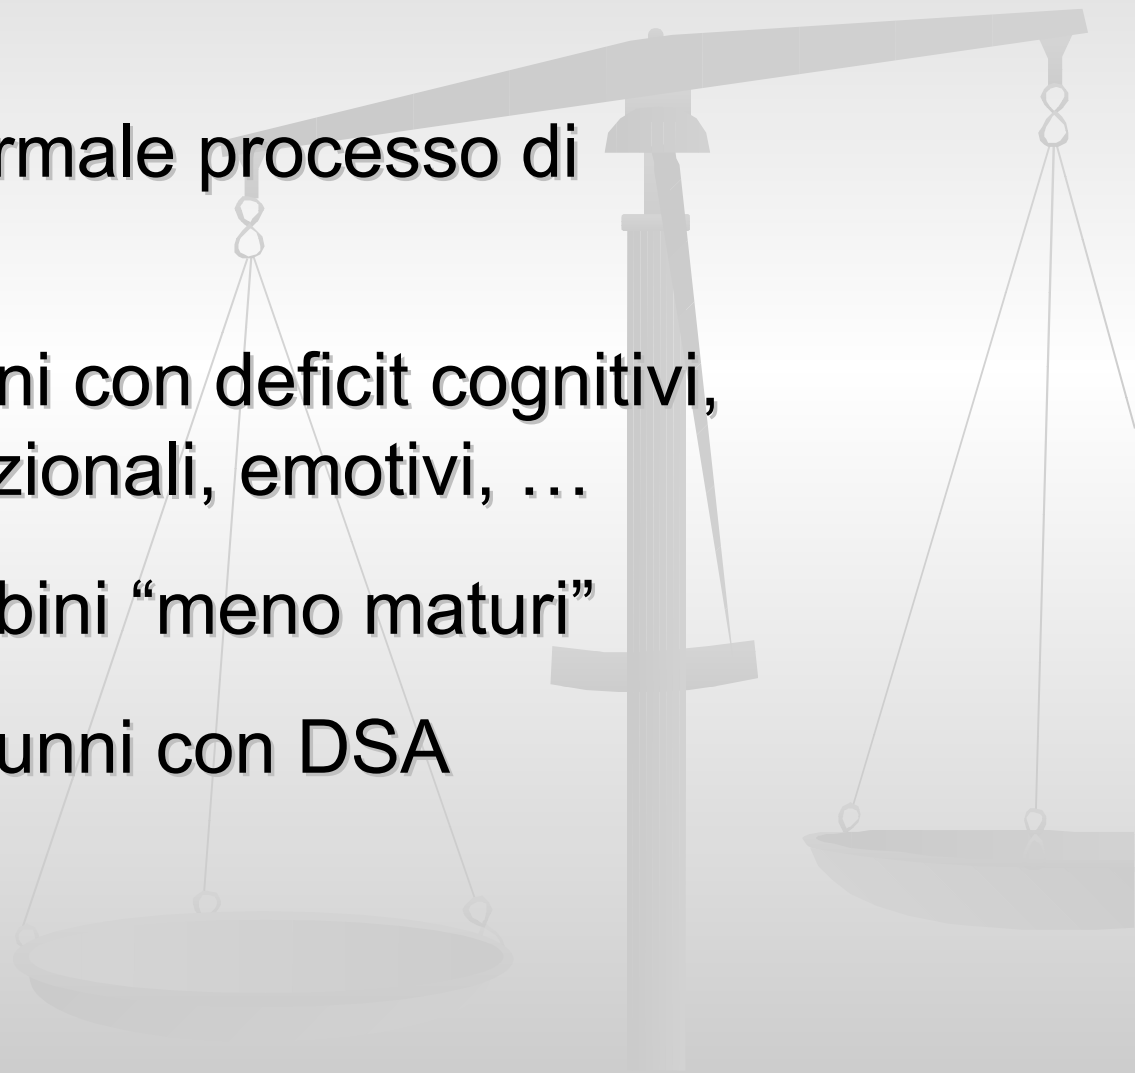 rmale processo di
ni con deficit cognitivi,
zionali, emotivi, …
bini “meno maturi”
unni con DSA